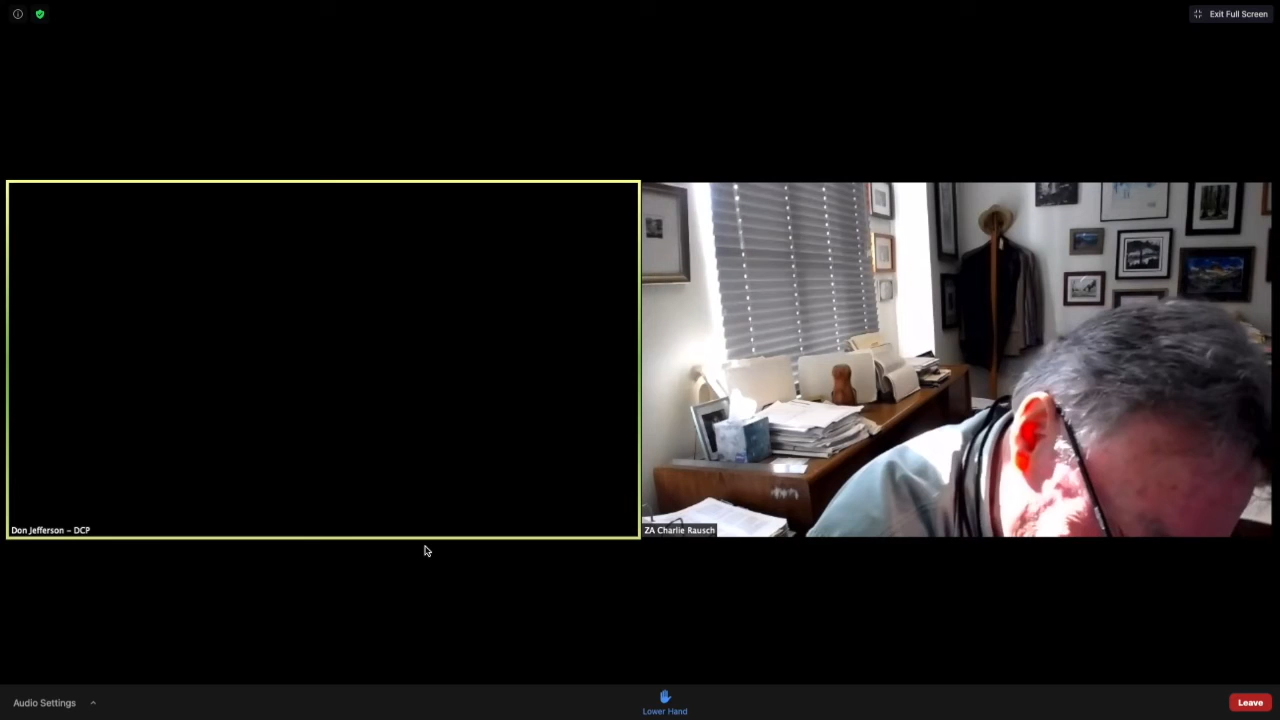 Exit Full Screen
Don Jefferson – DCP
ZA Charlie Rausch
Audio Settings
Lower Hand
Leave